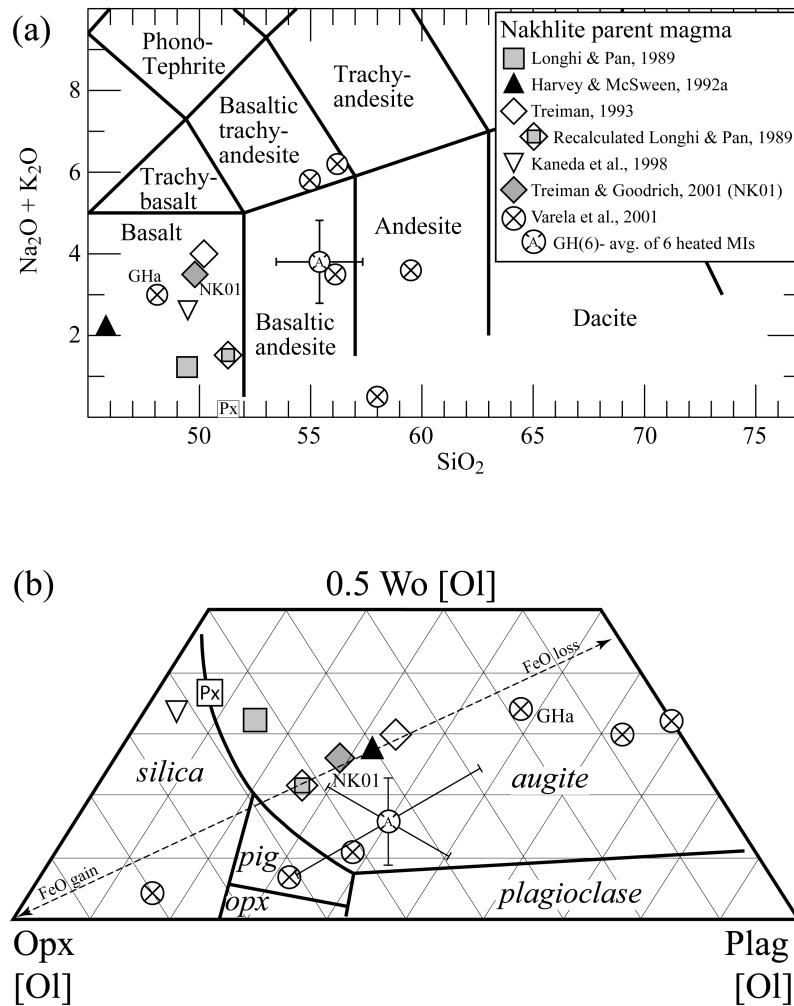 (a)
Phono-
Tephrite
Trachy-
andesite
Basaltic
trachy-
andesite
Trachy-
basalt
Basalt
GHa
NK01
A
Basaltic
andesite
Andesite
Dacite
Px
Nakhlite parent magma
Longhi & Pan, 1989
Harvey & McSween, 1992a
Treiman, 1993
Recalculated Longhi & Pan, 1989
Kaneda et al., 1998
Treiman & Goodrich, 2001 (NK01)
Varela et al., 2001
A GH(6)- avg. of 6 heated MIs
Na₂O + K₂O
8
6
4
2
50 55 60 65 70 75
SiO₂
(b)
0.5 Wo [Ol]
FeO loss
Px
GHa
silica
NK01
augite
A
pig
FeO gain
opx
plagioclase
Opx
[Ol]
Plag
[Ol]